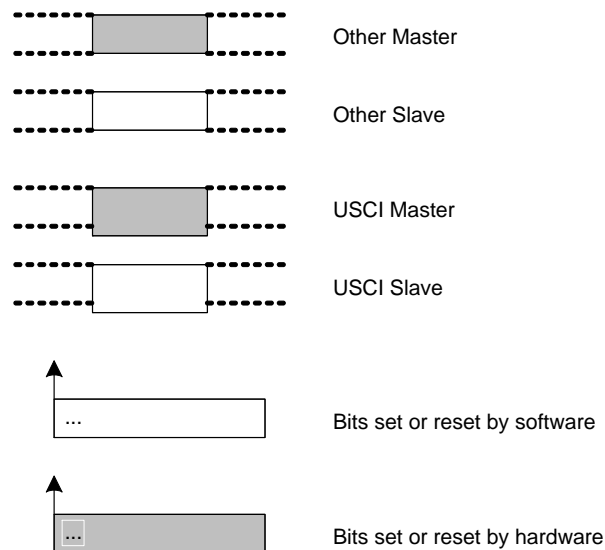 Other Master
Other Slave
USCI Master
USCI Slave
...
Bits set or reset by software
...
Bits set or reset by hardware